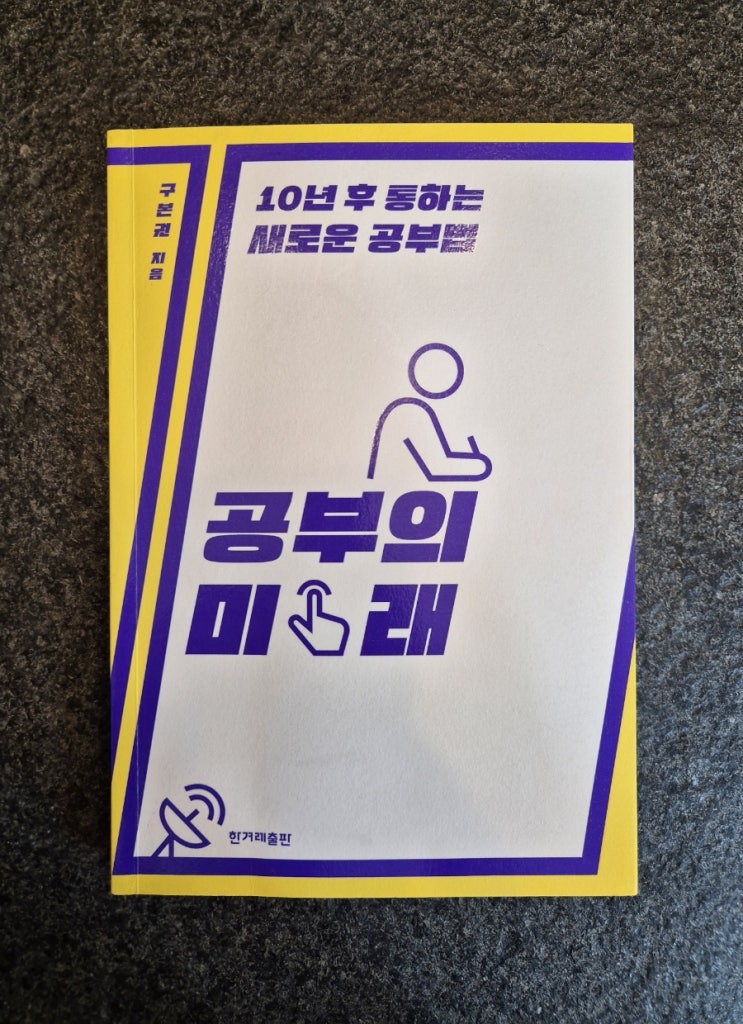 구본권 지음
10년 후 통하는
새로운 공부법
공부의
미래
한겨레출판